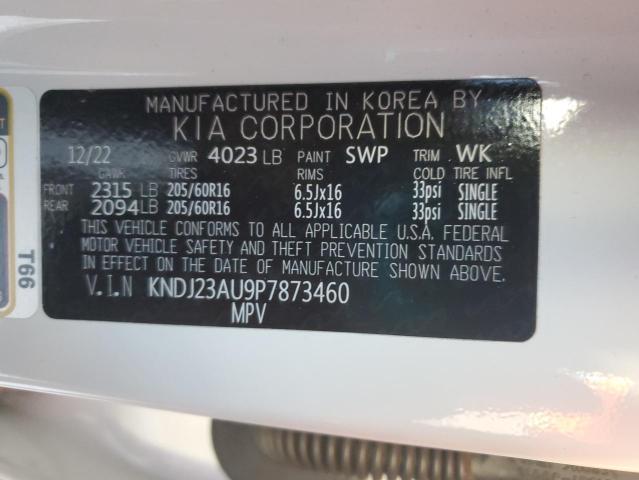 MANUFACTURED IN KOREA BY
KIA CORPORATION
12/22 GVWR 4023 LB PAINT SWP TRIM WK
GAWR TIRES RIMS COLD TIRE INFL
FRONT 2315 LB 205/60R16 6.5Jx16 33psi SINGLE
REAR 2094 LB 205/60R16 6.5Jx16 33psi SINGLE
THIS VEHICLE CONFORMS TO ALL APPLICABLE U.S.A. FEDERAL
MOTOR VEHICLE SAFETY AND THEFT PREVENTION STANDARDS
IN EFFECT ON THE DATE OF MANUFACTURE SHOWN ABOVE.
V.I.N KNDJ23AU9P7873460
MPV
T66